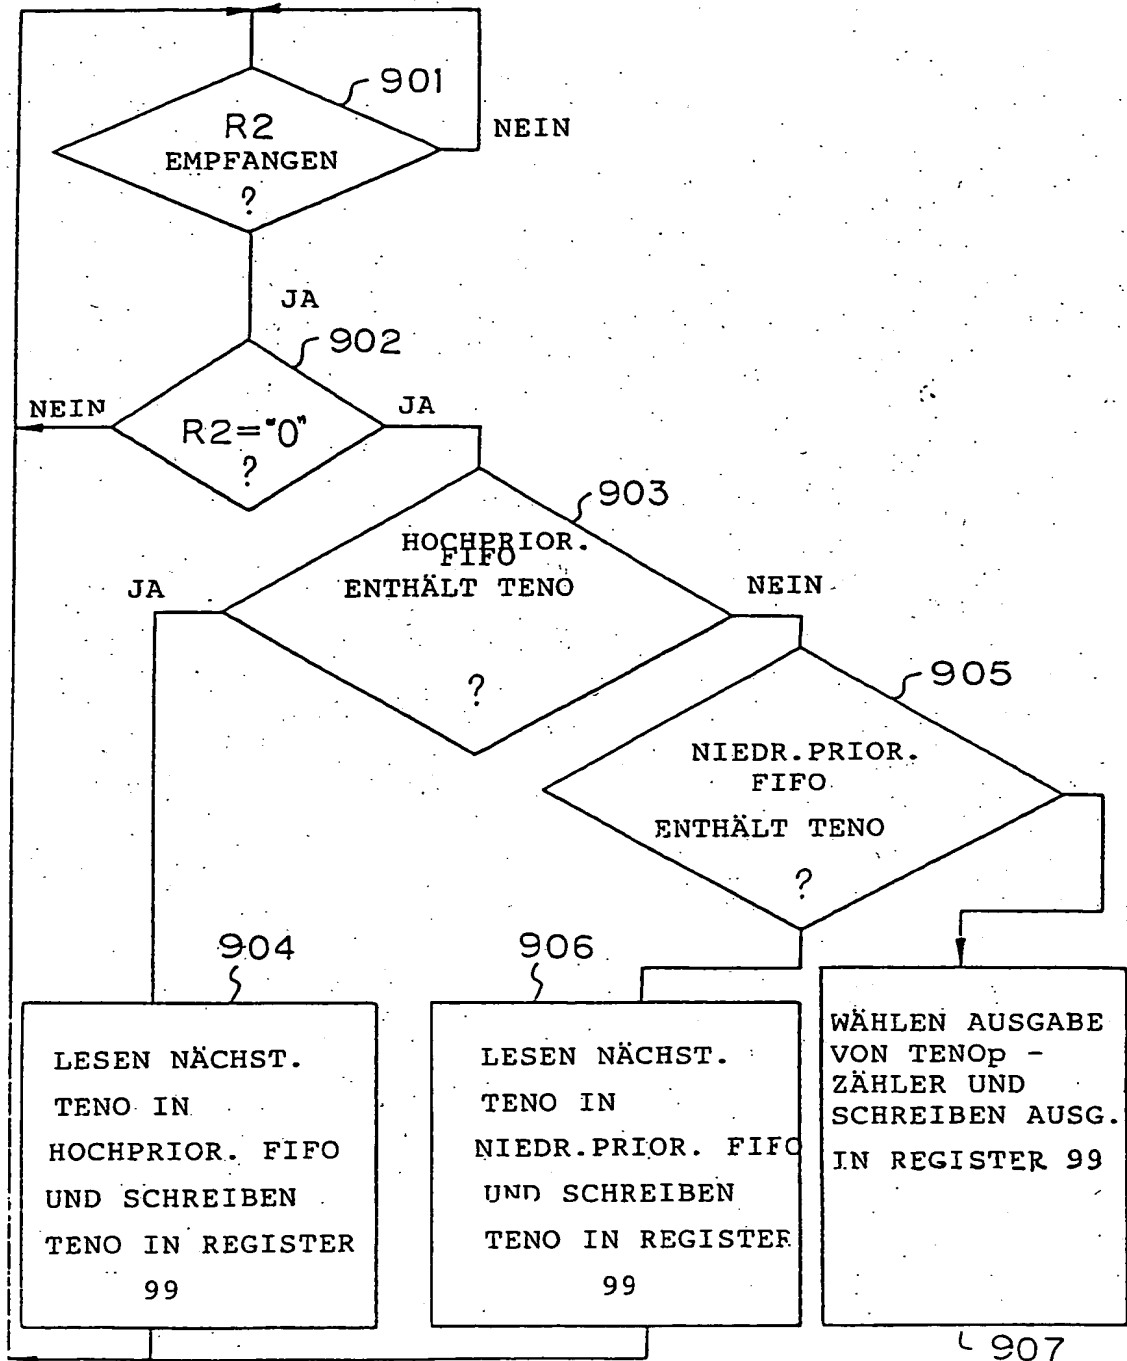 901
R2
EMPFANGEN
?
NEIN
JA
902
NEIN
R2="0"
?
JA
903
HOCHPRIOR.
FIFO
ENTHÄLT TENO
?
JA
NEIN
905
NIEDR.PRIOR.
FIFO
ENTHÄLT TENO
?
904
LESEN NÄCHST.
TENO IN
HOCHPRIOR. FIFO
UND SCHREIBEN
TENO IN REGISTER
99
906
LESEN NÄCHST.
TENO IN
NIEDR.PRIOR. FIFO
UND SCHREIBEN
TENO IN REGISTER
99
WÄHLEN AUSGABE
VON TENOp -
ZÄHLER UND
SCHREIBEN AUSG.
IN REGISTER 99
907